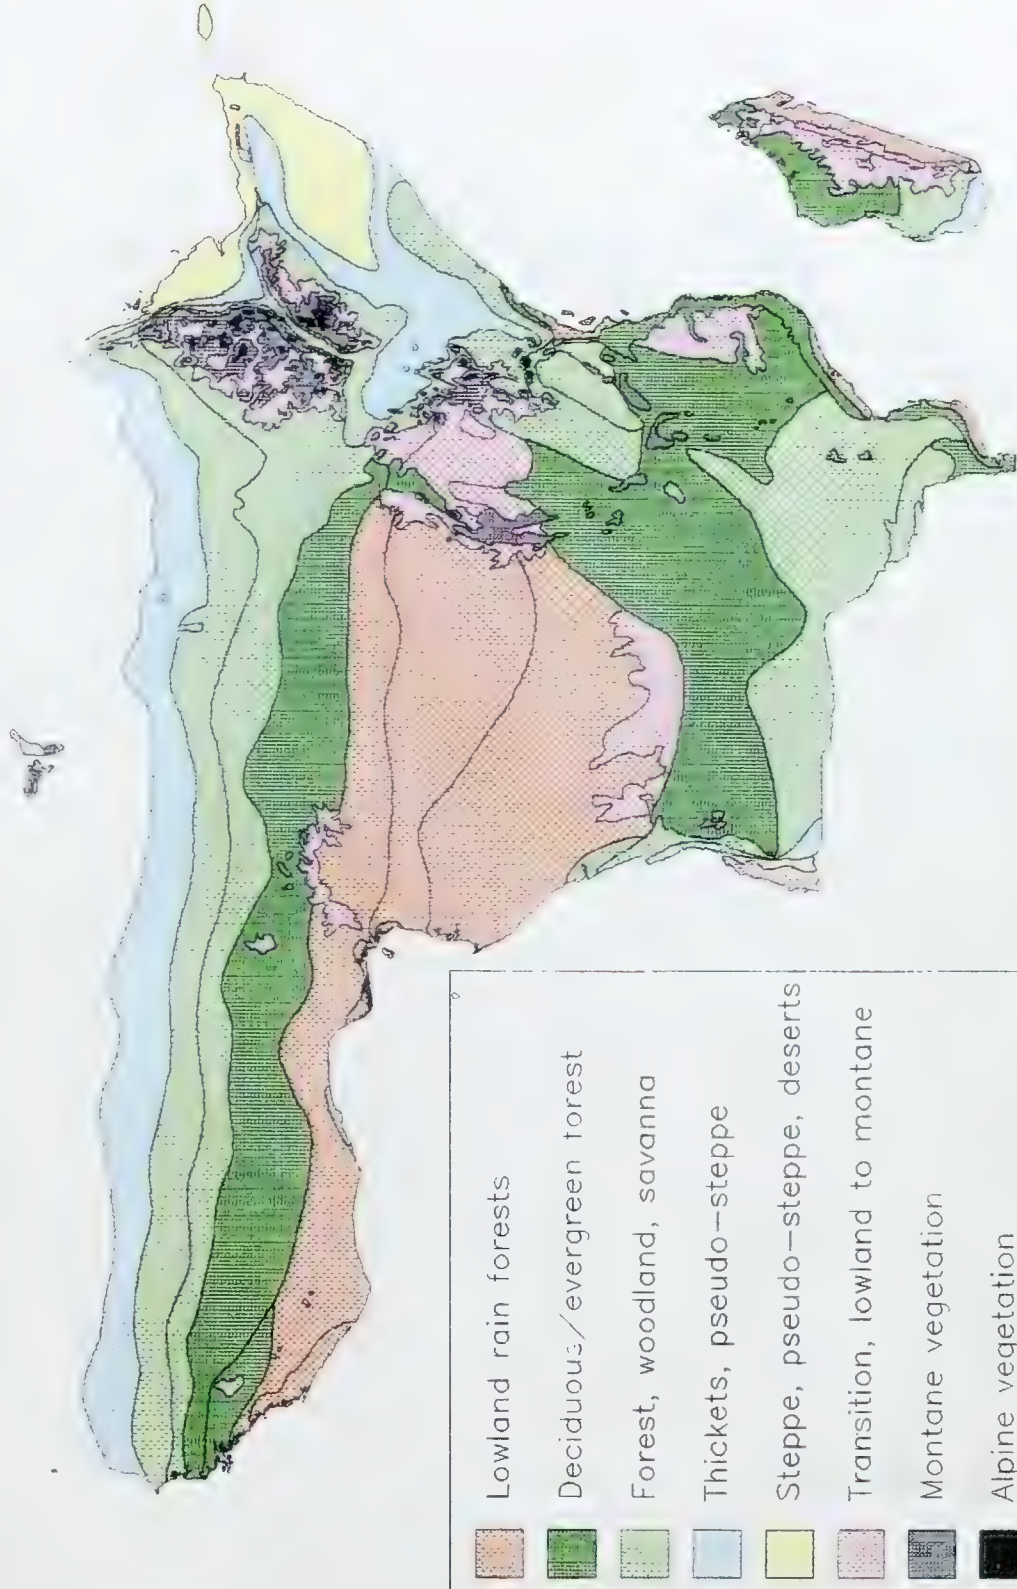 Lowland rain forests
Deciduous/evergreen forest
Forest, woodland, savanna
Thickets, pseudo-steppe
Steppe, pseudo-steppe, deserts
Transition, lowland to montane
Montane vegetation
Alpine vegetation